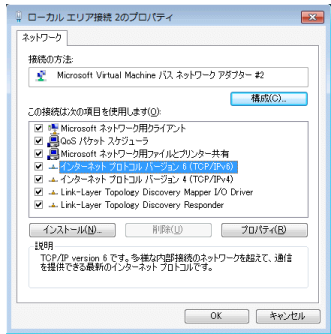 ローカル エリア接続 2のプロパティ
ネットワーク
接続の方法:
Microsoft Virtual Machine バス ネットワーク アダプター #2
構成(C)...
この接続は次の項目を使用します(O):
Microsoft ネットワーク用クライアント
QoS パケット スケジューラ
Microsoft ネットワーク用ファイルとプリンター共有
インターネット プロトコル バージョン 6 (TCP/IPv6)
インターネット プロトコル バージョン 4 (TCP/IPv4)
Link-Layer Topology Discovery Mapper I/O Driver
Link-Layer Topology Discovery Responder
インストール(N)...
削除(U)
プロパティ(R)
説明
TCP/IP version 6 です。多様な内部接続のネットワークを超えて、通信
を提供できる最新のインターネット プロトコルです。
OK
キャンセル